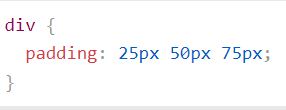 div {
  padding: 25px 50px 75px;
}